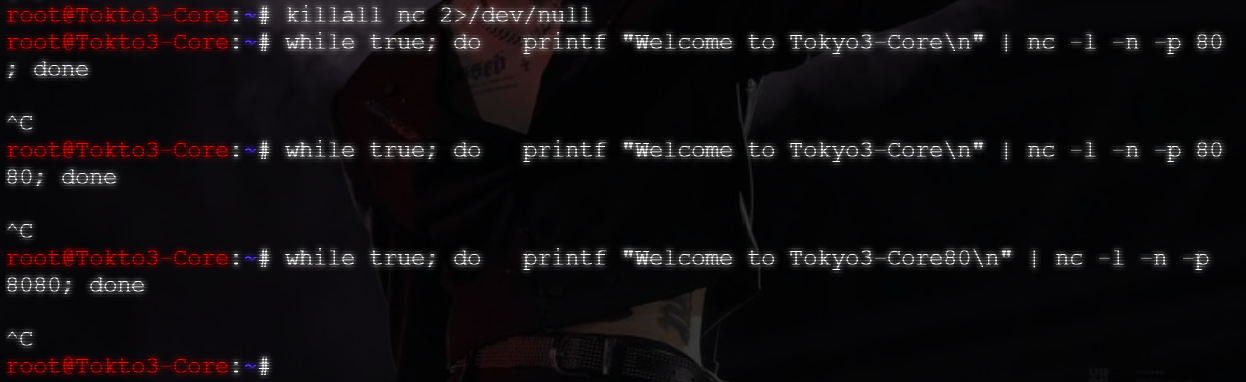 root@Tokto3-Core:~# killall nc 2>/dev/null
root@Tokto3-Core:~# while true; do   printf "Welcome to Tokyo3-Core\n" | nc -l -n -p 80
; done
^C
root@Tokto3-Core:~# while true; do   printf "Welcome to Tokyo3-Core\n" | nc -l -n -p 80
80; done
^C
root@Tokto3-Core:~# while true; do   printf "Welcome to Tokyo3-Core80\n" | nc -l -n -p
8080; done
^C
root@Tokto3-Core:~#